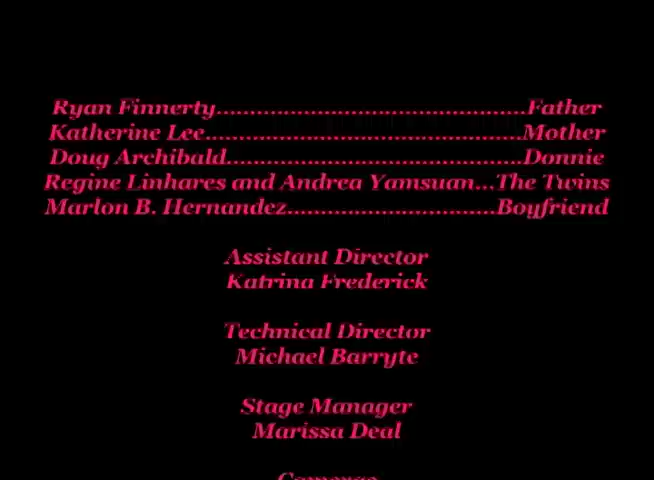 Ryan Finnerty..............................................Father
Katherine Lee...............................................Mother
Doug Archibald............................................Donnie
Regine Linhares and Andrea Yamsuan...The Twins
Marlon B. Hernandez...............................Boyfriend
Assistant Director
Katrina Frederick
Technical Director
Michael Barryte
Stage Manager
Marissa Deal